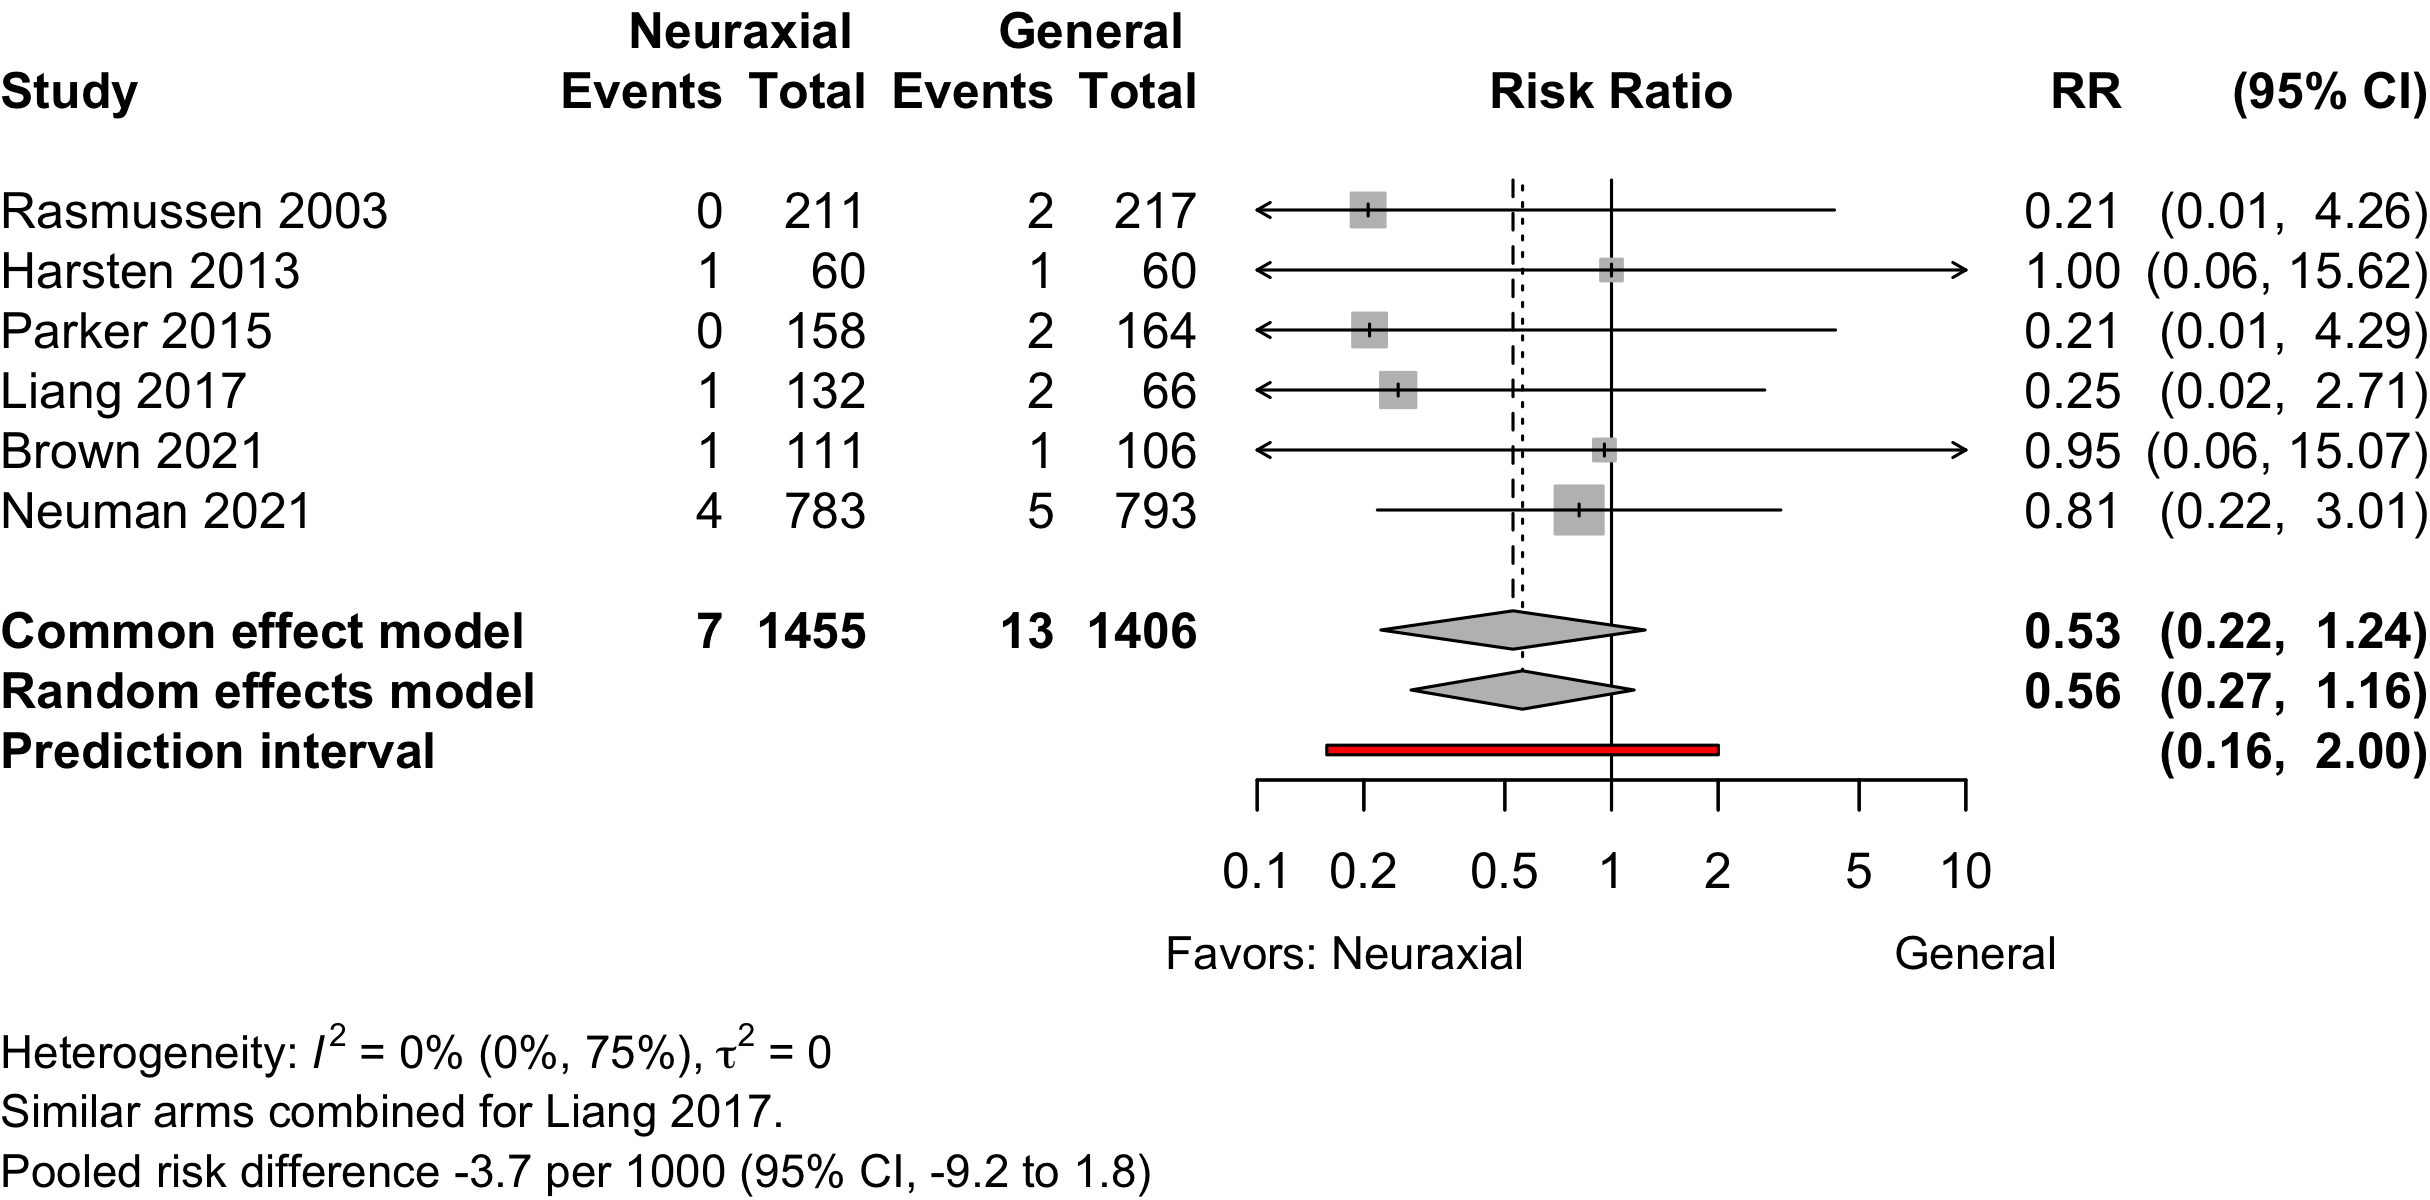 Neuraxial General
Study Events Total Events Total Risk Ratio RR (95% CI)
Rasmussen 2003 0 211 2 217 0.21 (0.01, 4.26)
Harsten 2013 1 60 1 60 1.00 (0.06, 15.62)
Parker 2015 0 158 2 164 0.21 (0.01, 4.29)
Liang 2017 1 132 2 66 0.25 (0.02, 2.71)
Brown 2021 1 111 1 106 0.95 (0.06, 15.07)
Neuman 2021 4 783 5 793 0.81 (0.22, 3.01)
Common effect model 7 1455 13 1406 0.53 (0.22, 1.24)
Random effects model 0.56 (0.27, 1.16)
Prediction interval (0.16, 2.00)
0.1 0.2 0.5 1 2 5 10
Favors: Neuraxial General
Heterogeneity: I² = 0% (0%, 75%), τ² = 0
Similar arms combined for Liang 2017.
Pooled risk difference -3.7 per 1000 (95% CI, -9.2 to 1.8)